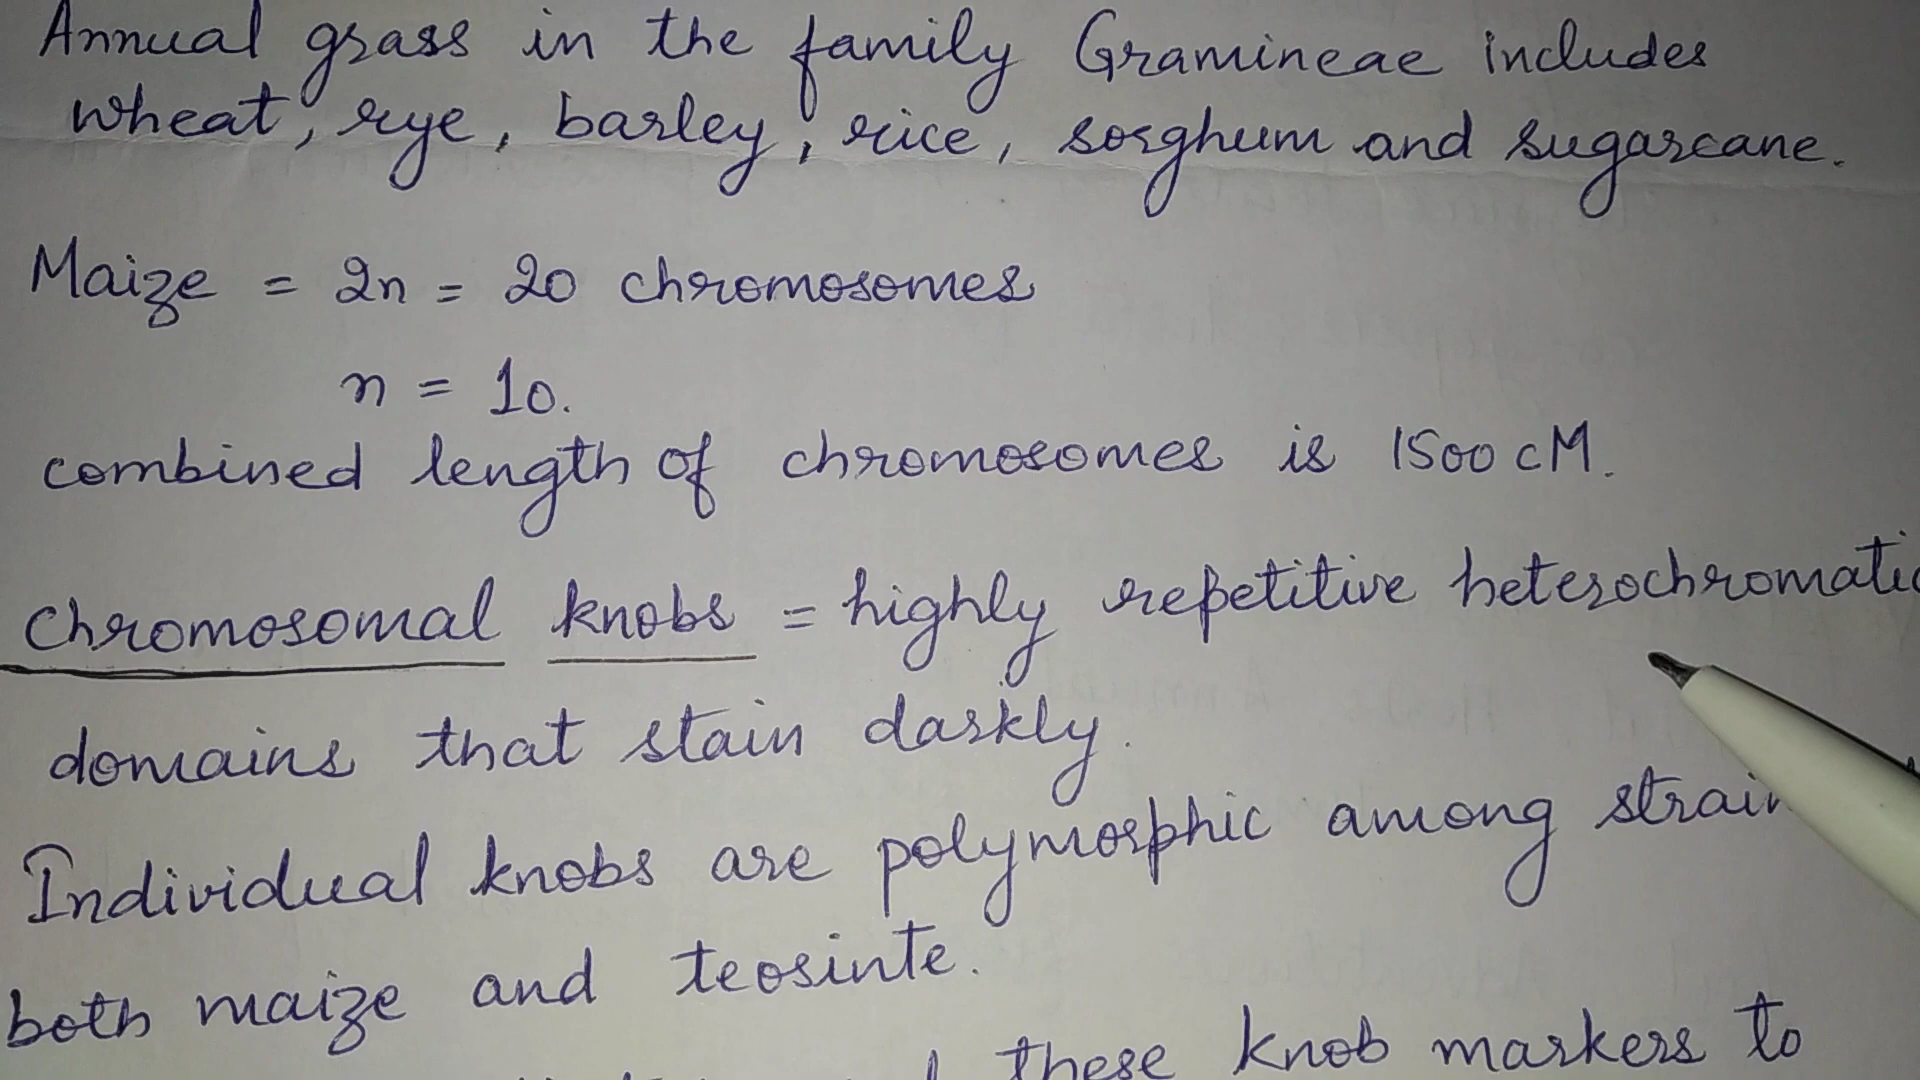 Annual grass in the family Gramineae includes
wheat, rye, barley, rice, sorghum and sugarcane.
Maize = 2n = 20 chromosomes
n = 10.
combined length of chromosomes is 1500 cM.
chromosomal knobs = highly repetitive heterochromatic
domains that stain darkly.
Individual knobs are polymorphic among
both maize and teosinte.
these knob markers to